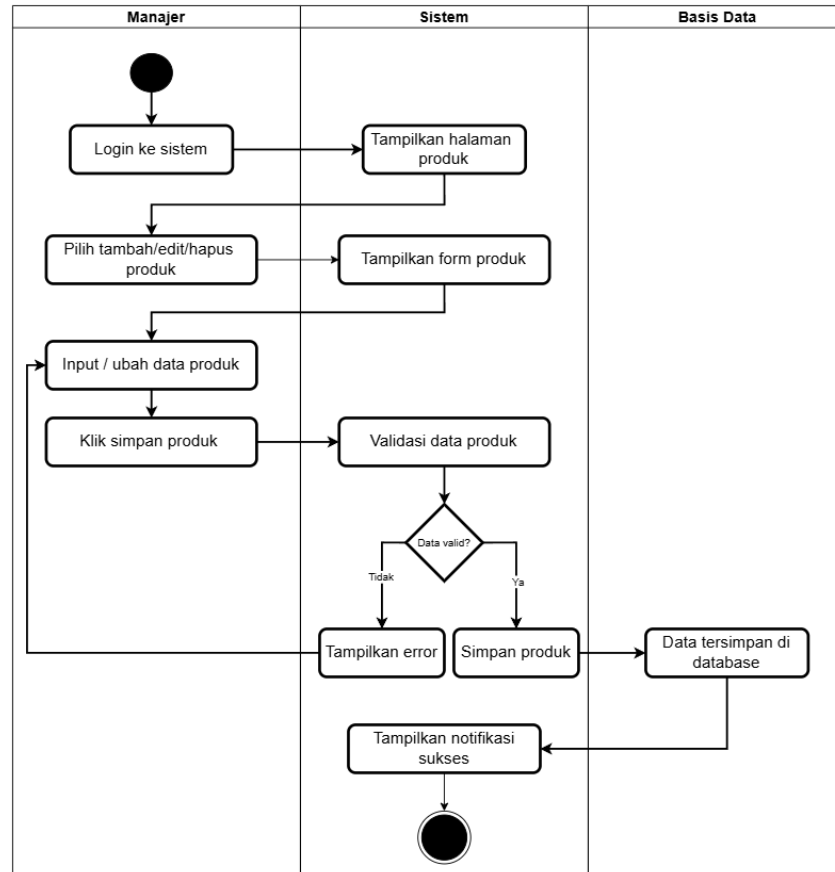 Manajer
Sistem
Basis Data
Login ke sistem
Tampilkan halaman
produk
Pilih tambah/edit/hapus
produk
Tampilkan form produk
Input / ubah data produk
Klik simpan produk
Validasi data produk
Data valid?
Tidak
Ya
Tampilkan error
Simpan produk
Data tersimpan di
database
Tampilkan notifikasi
sukses